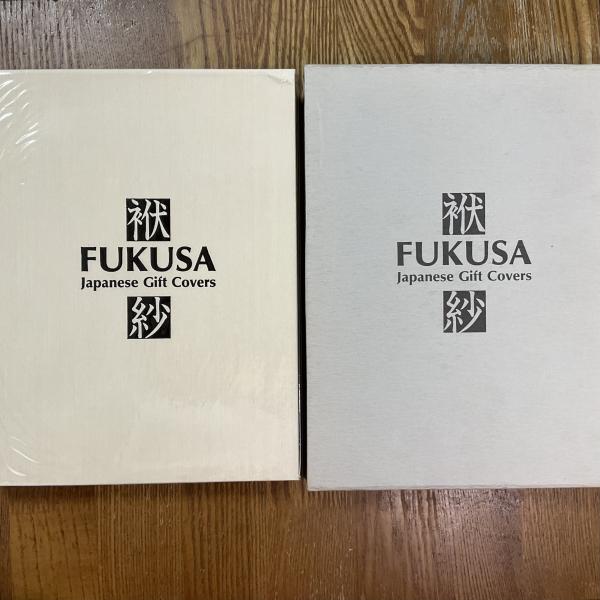 袱
FUKUSA
Japanese Gift Covers
紗
袱
FUKUSA
Japanese Gift Covers
紗